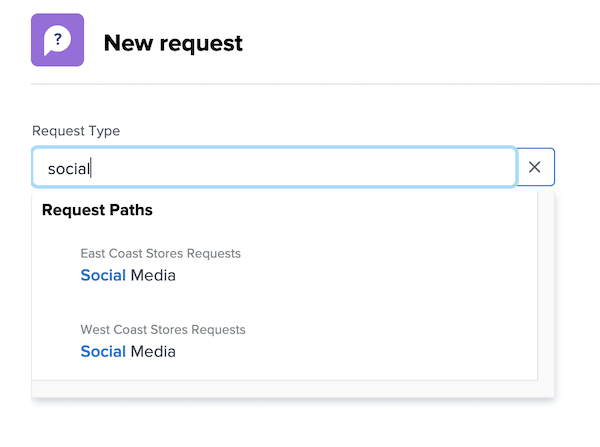 ?
New request
Request Type
social
Request Paths
East Coast Stores Requests
Social Media
West Coast Stores Requests
Social Media